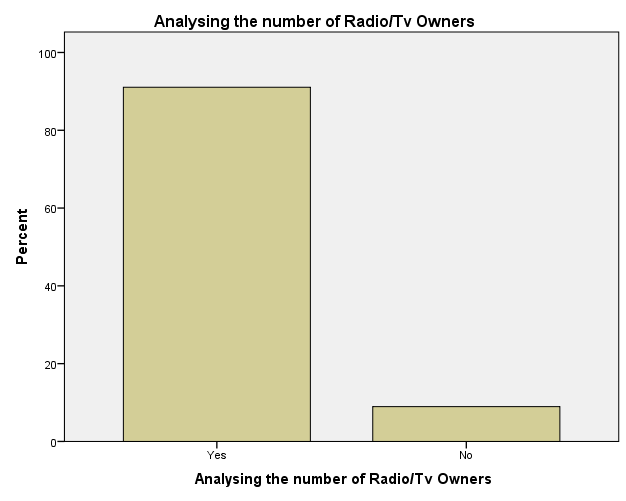 Analysing the number of Radio/Tv Owners
100
80
60
40
20
0
Percent
Yes No
Analysing the number of Radio/Tv Owners